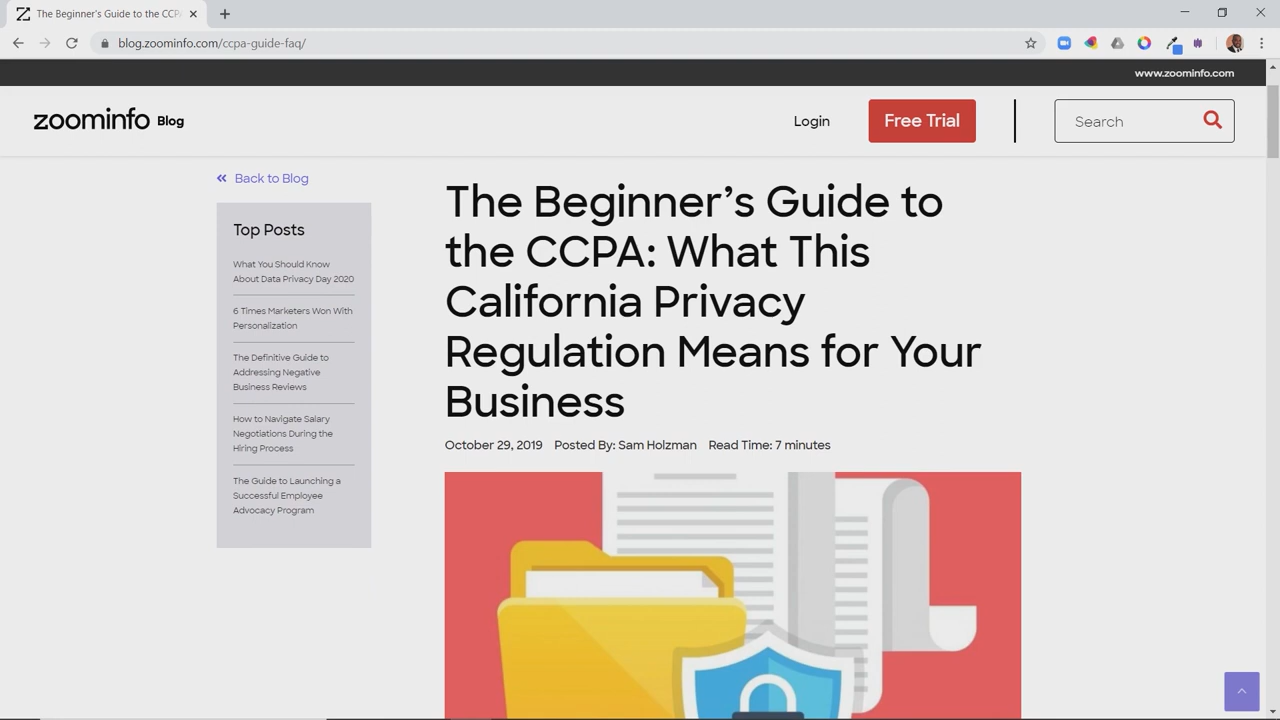 The Beginner's Guide to the CCP
blog.zoominfo.com/ccpa-guide-faq/
www.zoominfo.com
zoominfo Blog
Login
Free Trial
Search
Back to Blog
Top Posts
What You Should Know
About Data Privacy Day 2020
6 Times Marketers Won With
Personalization
The Definitive Guide to
Addressing Negative
Business Reviews
How to Navigate Salary
Negotiations During the
Hiring Process
The Guide to Launching a
Successful Employee
Advocacy Program
The Beginner’s Guide to
the CCPA: What This
California Privacy
Regulation Means for Your
Business
October 29, 2019 Posted By: Sam Holzman Read Time: 7 minutes